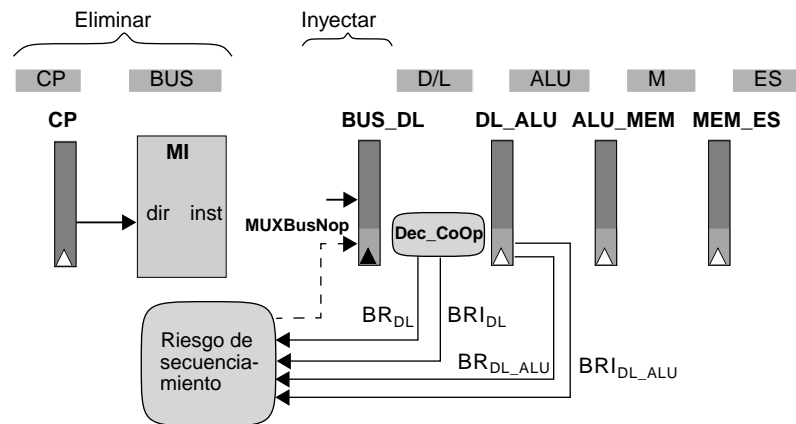 Eliminar Inyectar
CP BUS D/L ALU M ES
CP BUS_DL DL_ALU ALU_MEM MEM_ES
MI
dir inst
MUXBusNop
Dec_CoOp
BR_DL BRI_DL
Riesgo de
secuencia-
miento
BR_DL_ALU BRI_DL_ALU